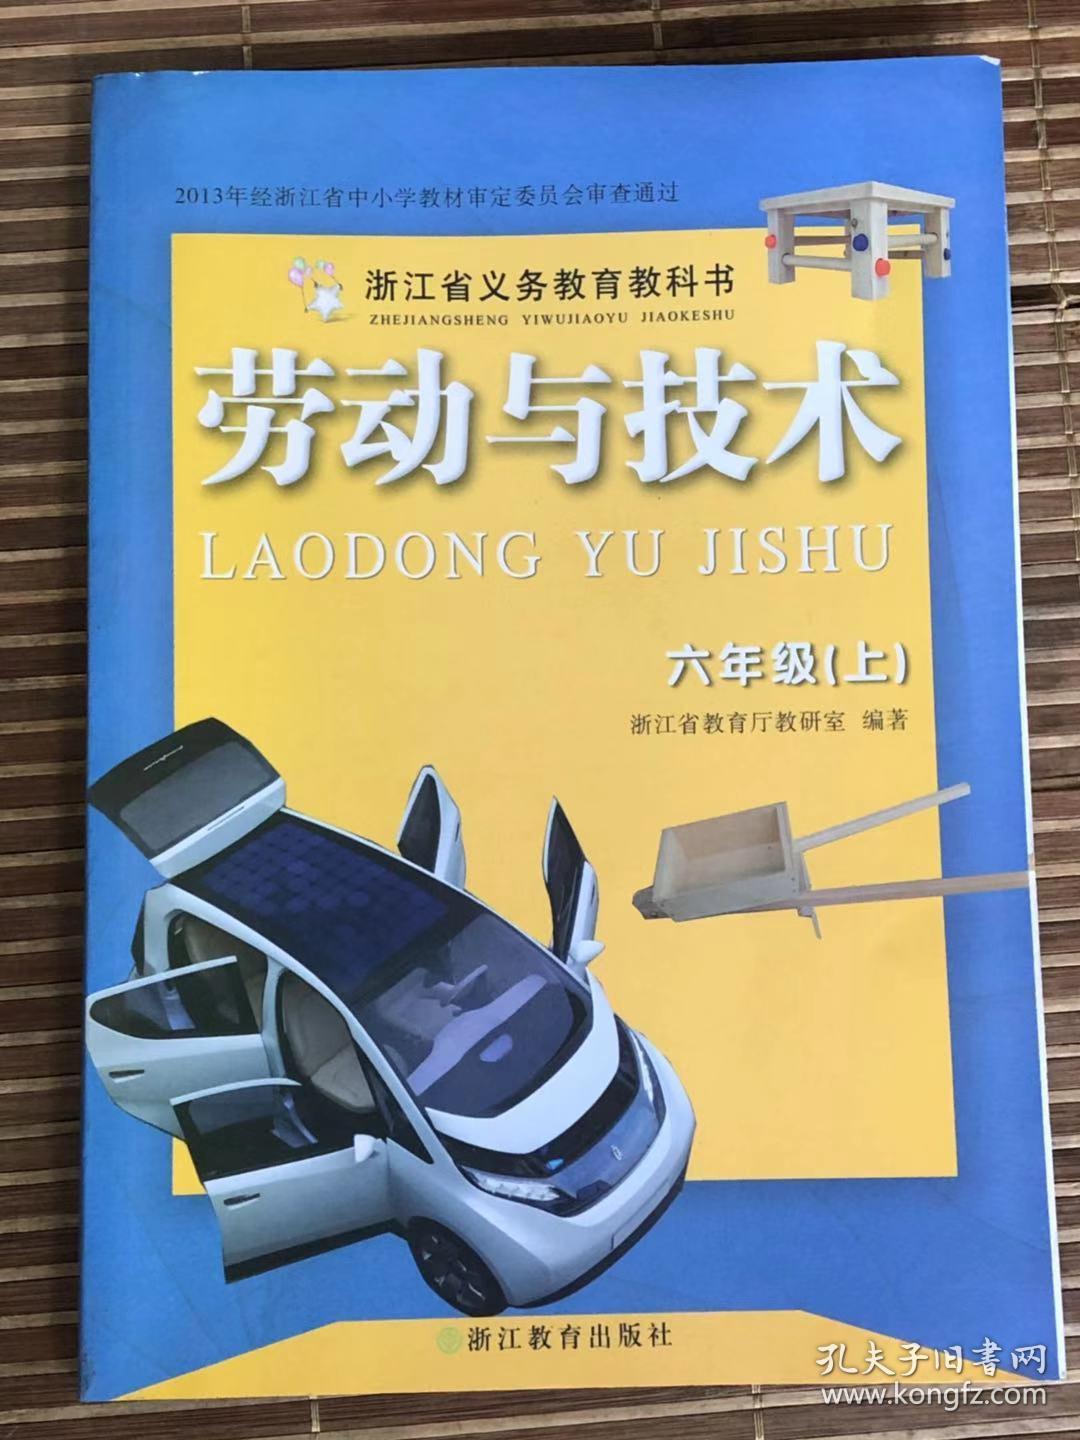 2013年经浙江省中小学教材审定委员会审查通过
浙江省义务教育教科书
ZHEJIANGSHENG YIWUJIAOYU JIAOKESHU
劳动与技术
LAODONG YU JISHU
六年级(上)
浙江省教育厅教研室 编著
浙江教育出版社
孔夫子旧書网
www.kongfz.com